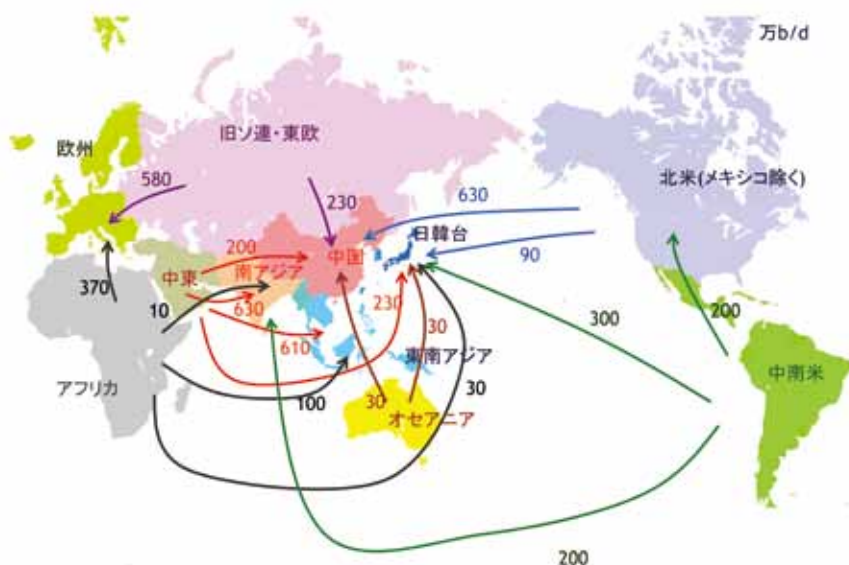 万b/d
欧州
旧ソ連・東欧
北米(メキシコ除く)
580
230
630
日韓台
90
200
中国
南アジア
中東
370
10
630
230
200
610
30
300
東南アジア
中南米
アフリカ
100
30
30
オセアニア
200